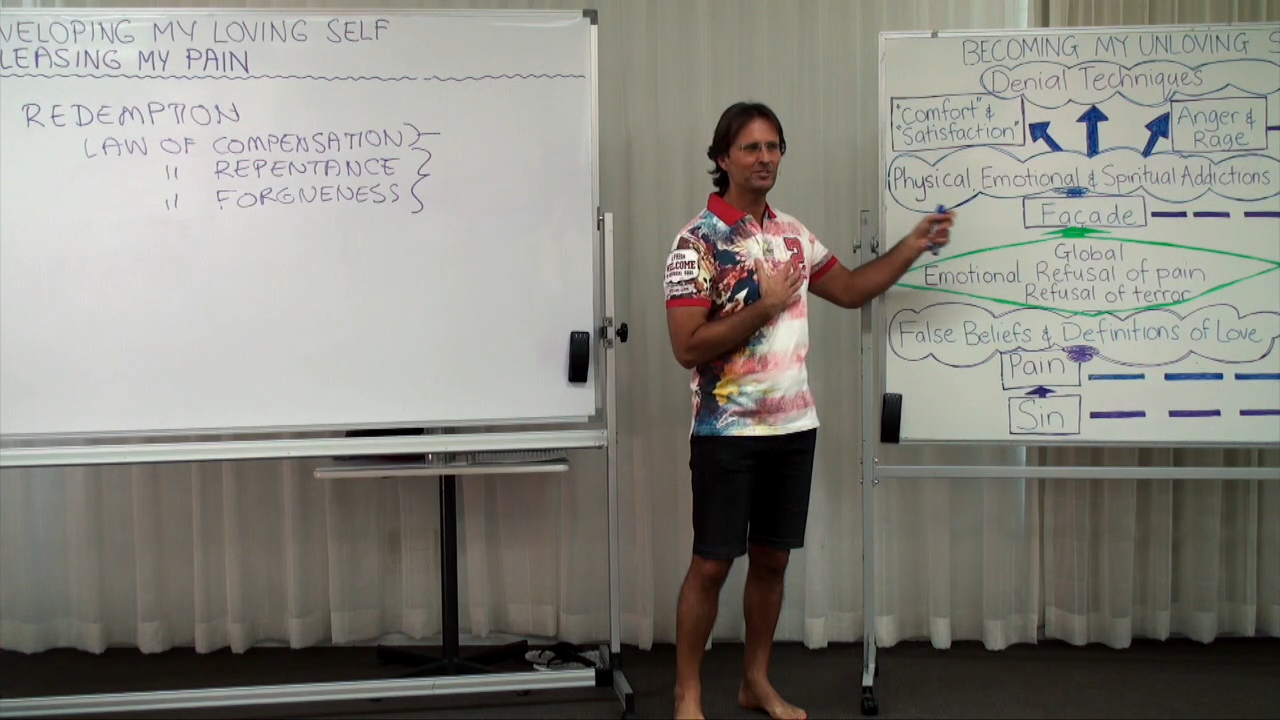 VELOPING MY LOVING SELF
LEASING MY PAIN
REDEMPTION
LAW OF COMPENSATION
" REPENTANCE
" FORGIVENESS
WELCOME
2
BECOMING MY UNLOVING S
Denial Techniques
"Comfort" &
"Satisfaction"
Anger &
Rage
Physical Emotional & Spiritual Addictions
Façade
Global
Emotional Refusal of pain
Refusal of terror
False Beliefs & Definitions of Love
Pain
Sin